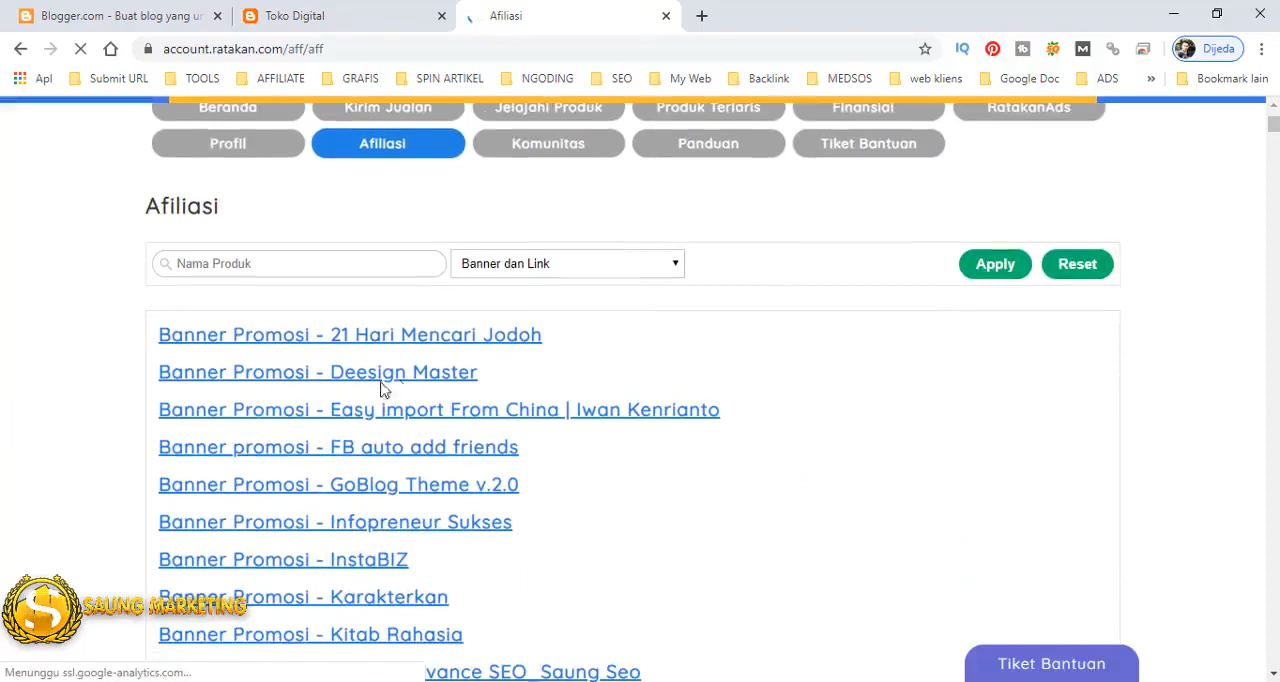 Blogger.com - Buat blog yang ur
Toko Digital
Afiliasi
account.ratakan.com/aff/aff
Dijeda
Apl
Submit URL
TOOLS
AFFILIATE
GRAFIS
SPIN ARTIKEL
NGODING
SEO
My Web
Backlink
MEDSOS
web kliens
Google Doc
ADS
Bookmark lain
Beranda
Kirim Jualan
Jelajahi Produk
Produk Terlaris
Finansial
RatakanAds
Profil
Afiliasi
Komunitas
Panduan
Tiket Bantuan
Afiliasi
Nama Produk
Banner dan Link
Apply
Reset
Banner Promosi - 21 Hari Mencari Jodoh
Banner Promosi - Deesign Master
Banner Promosi - Easy import From China | Iwan Kenrianto
Banner promosi - FB auto add friends
Banner Promosi - GoBlog Theme v.2.0
Banner Promosi - Infopreneur Sukses
Banner Promosi - InstaBIZ
Banner Promosi - Karakterkan
SAUNG MARKETING
Banner Promosi - Kitab Rahasia
vance SEO_Saung Seo
Tiket Bantuan
Menunggu ssl.google-analytics.com...